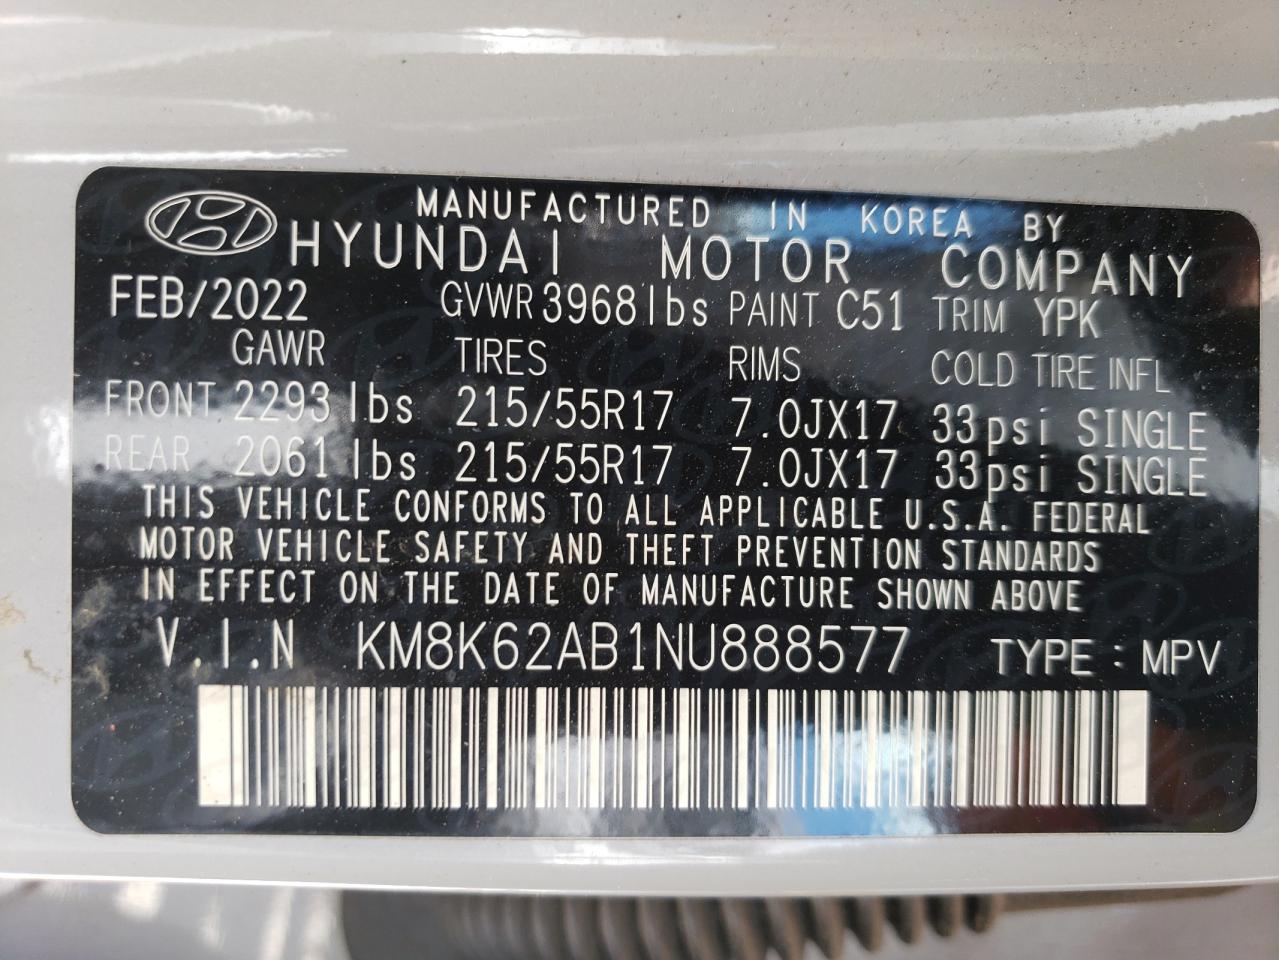 MANUFACTURED IN KOREA BY
HYUNDAI MOTOR COMPANY
FEB/2022 GVWR 3968lbs PAINT C51 TRIM YPK
GAWR TIRES RIMS COLD TIRE INFL
FRONT 2293 lbs 215/55R17 7.0JX17 33psi SINGLE
REAR 2061 lbs 215/55R17 7.0JX17 33psi SINGLE
THIS VEHICLE CONFORMS TO ALL APPLICABLE U.S.A. FEDERAL
MOTOR VEHICLE SAFETY AND THEFT PREVENTION STANDARDS
IN EFFECT ON THE DATE OF MANUFACTURE SHOWN ABOVE
V.I.N KM8K62AB1NU888577 TYPE : MPV